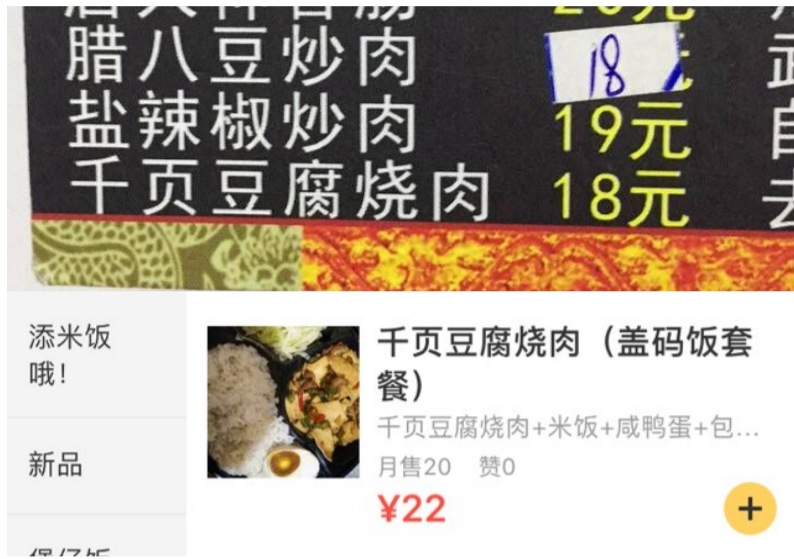 腊八豆炒肉 18
盐辣椒炒肉 19元
千页豆腐烧肉 18元
添米饭
哦！
新品
千页豆腐烧肉（盖码饭套
餐）
千页豆腐烧肉+米饭+咸鸭蛋+包...
月售20 赞0
¥22
+